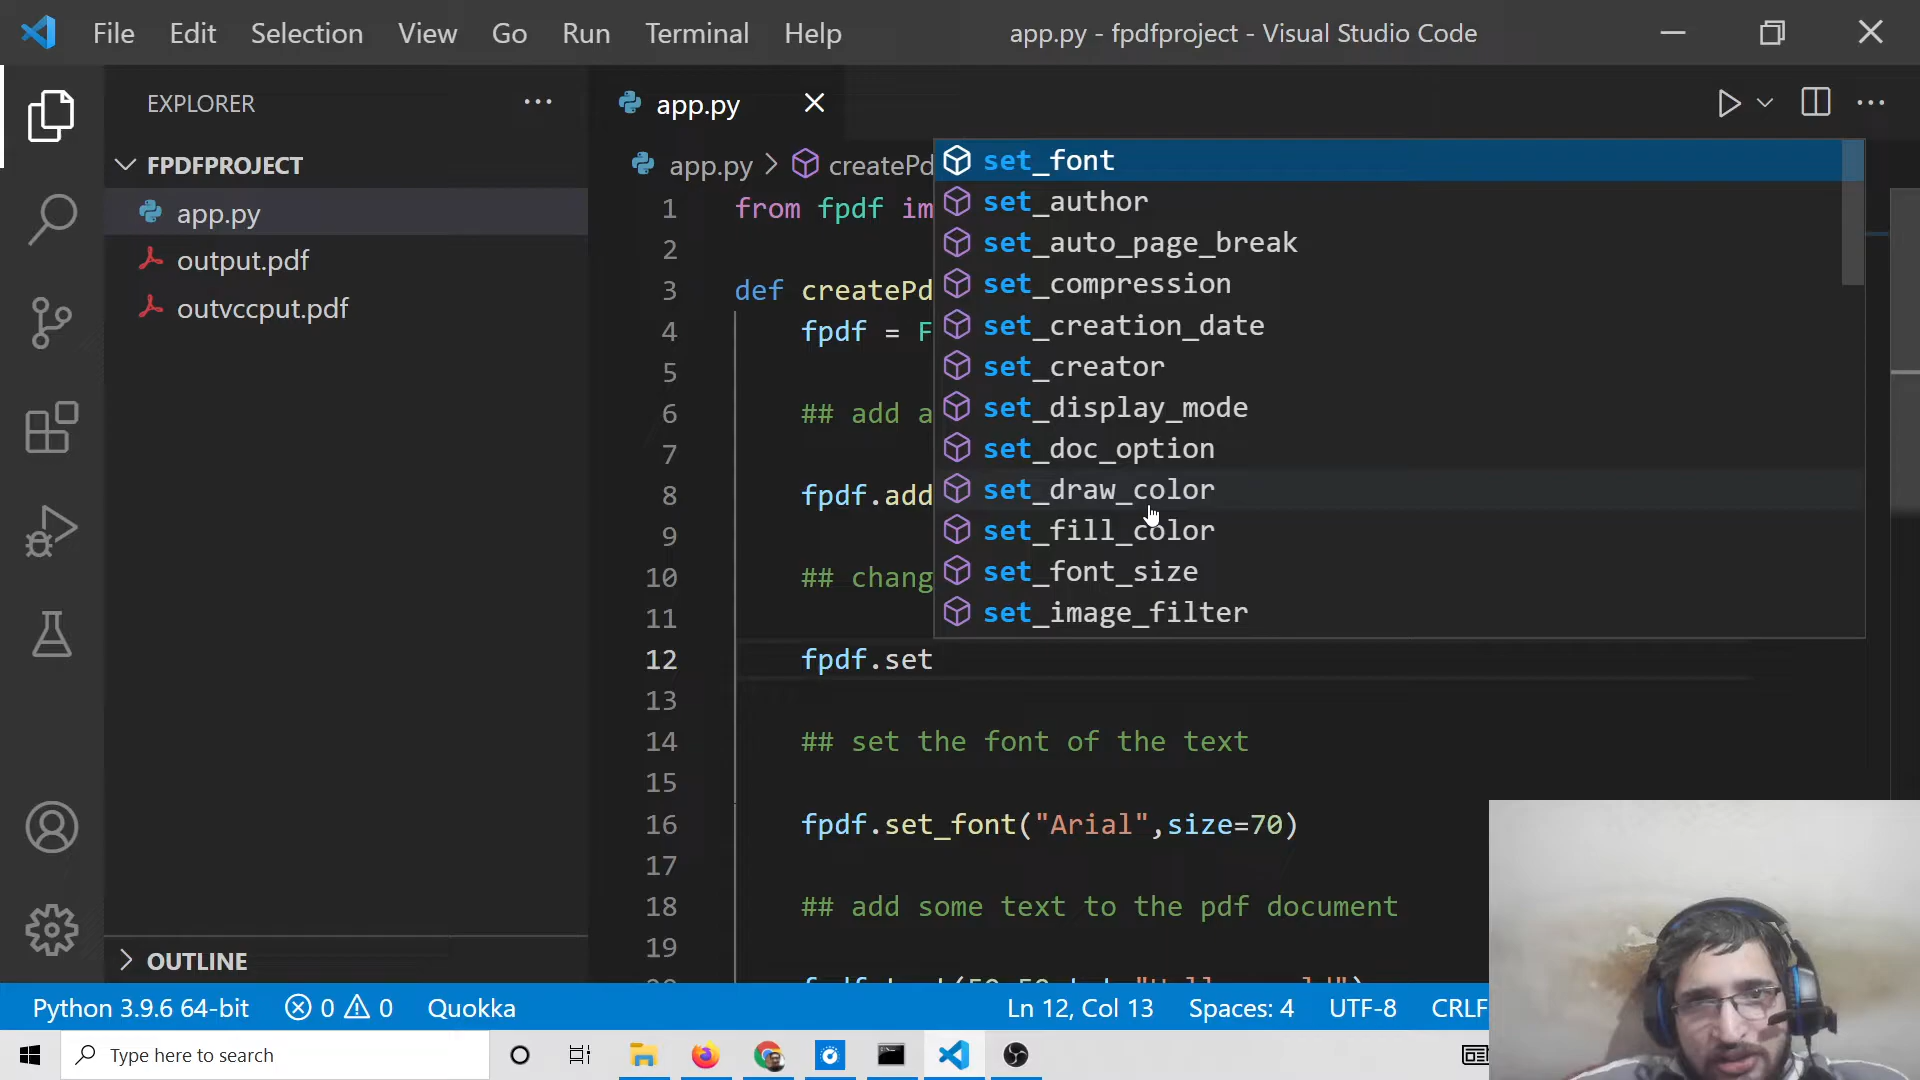 File Edit Selection View Go Run Terminal Help app.py - fpdfproject - Visual Studio Code
EXPLORER
FPDFPROJECT
app.py
output.pdf
outvccput.pdf
OUTLINE
app.py
app.py > createPd
1 from fpdf im
2
3 def createPd
4 fpdf = F
5
6 ## add a
7
8 fpdf.add
9
10 ## chang
11
12 fpdf.set
13
14 ## set the font of the text
15
16 fpdf.set_font("Arial",size=70)
17
18 ## add some text to the pdf document
19
set_font
set_author
set_auto_page_break
set_compression
set_creation_date
set_creator
set_display_mode
set_doc_option
set_draw_color
set_fill_color
set_font_size
set_image_filter
Python 3.9.6 64-bit 0 0 Quokka Ln 12, Col 13 Spaces: 4 UTF-8 CRLF
Type here to search